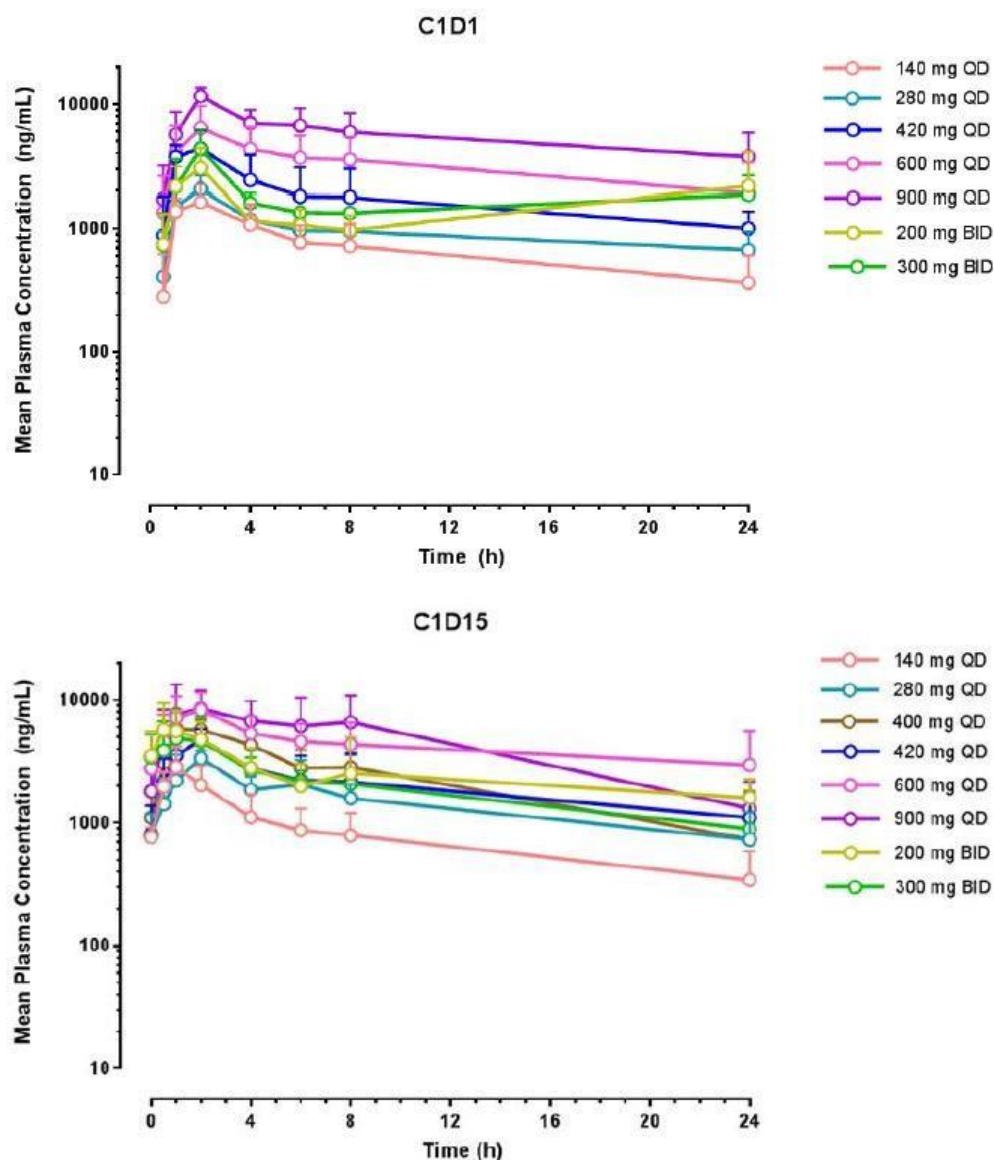 C1D1
Mean Plasma Concentration (ng/mL)
10000
1000
100
10
0 4 8 12 16 20 24
Time (h)
140 mg QD
280 mg QD
420 mg QD
600 mg QD
900 mg QD
200 mg BID
300 mg BID
C1D15
Mean Plasma Concentration (ng/mL)
10000
1000
100
10
0 4 8 12 16 20 24
Time (h)
140 mg QD
280 mg QD
400 mg QD
420 mg QD
600 mg QD
900 mg QD
200 mg BID
300 mg BID